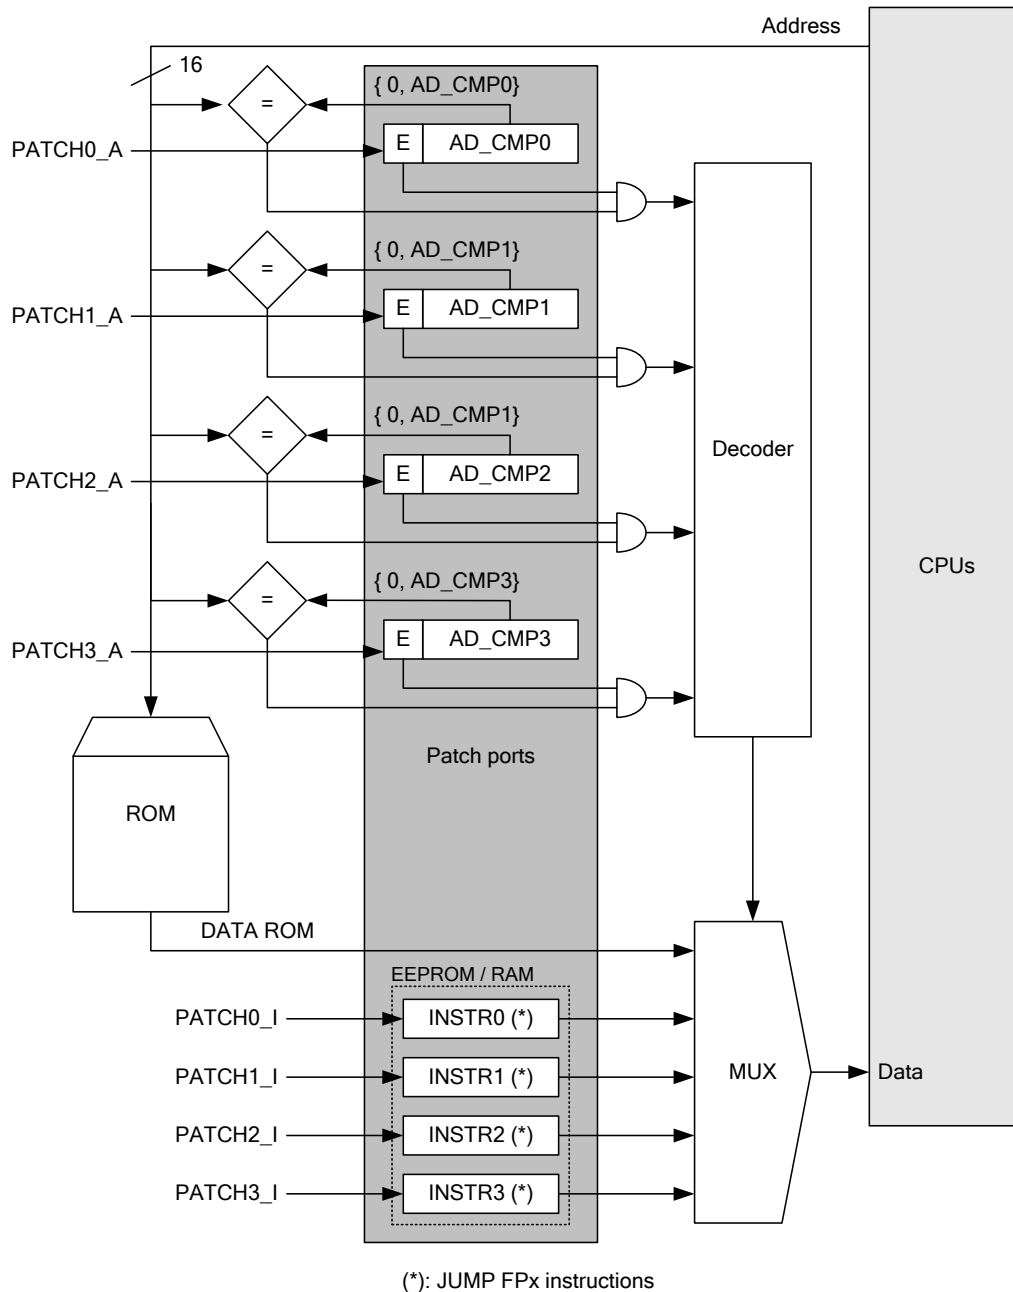 Address
16
{ 0, AD_CMP0}
=
PATCH0_A
E AD_CMP0
{ 0, AD_CMP1}
=
PATCH1_A
E AD_CMP1
{ 0, AD_CMP1}
=
PATCH2_A
E AD_CMP2
Decoder
{ 0, AD_CMP3}
=
PATCH3_A
E AD_CMP3
CPUs
Patch ports
ROM
DATA ROM
EEPROM / RAM
PATCH0_I
INSTR0 (*)
PATCH1_I
INSTR1 (*)
MUX
Data
PATCH2_I
INSTR2 (*)
PATCH3_I
INSTR3 (*)
(*): JUMP FPx instructions